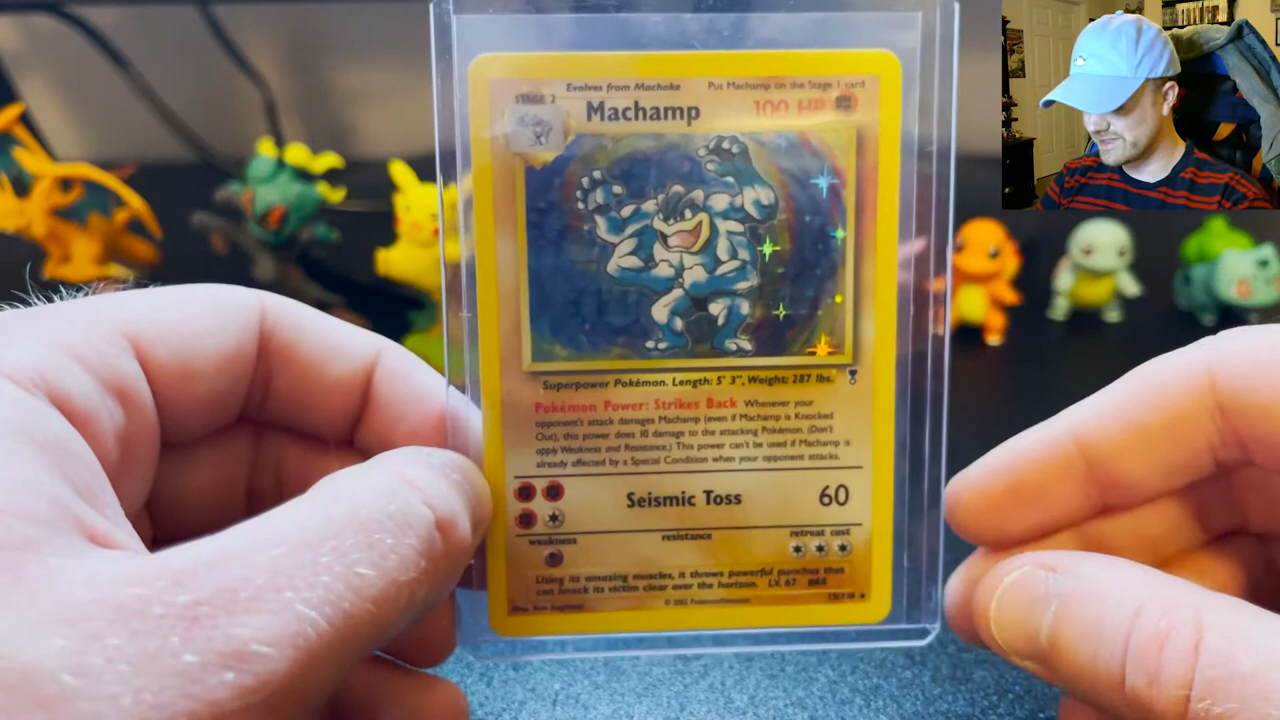 Evolves from Machoke
Put Machamp on the Stage 1 card
STAGE 2
Machamp
100 HP
Superpower Pokémon. Length: 5' 3", Weight: 287 lbs.
Pokémon Power: Strikes Back Whenever your
opponent's attack damages Machamp (even if Machamp is Knocked
Out), this power does 10 damage to the attacking Pokémon. (Don't
apply Weakness and Resistance.) This power can't be used if Machamp is
already affected by a Special Condition when your opponent attacks.
Seismic Toss
60
weakness
resistance
retreat cost
Using its amazing muscles, it throws powerful punches that
can knock its victim clear over the horizon. LV. 67
© 2002